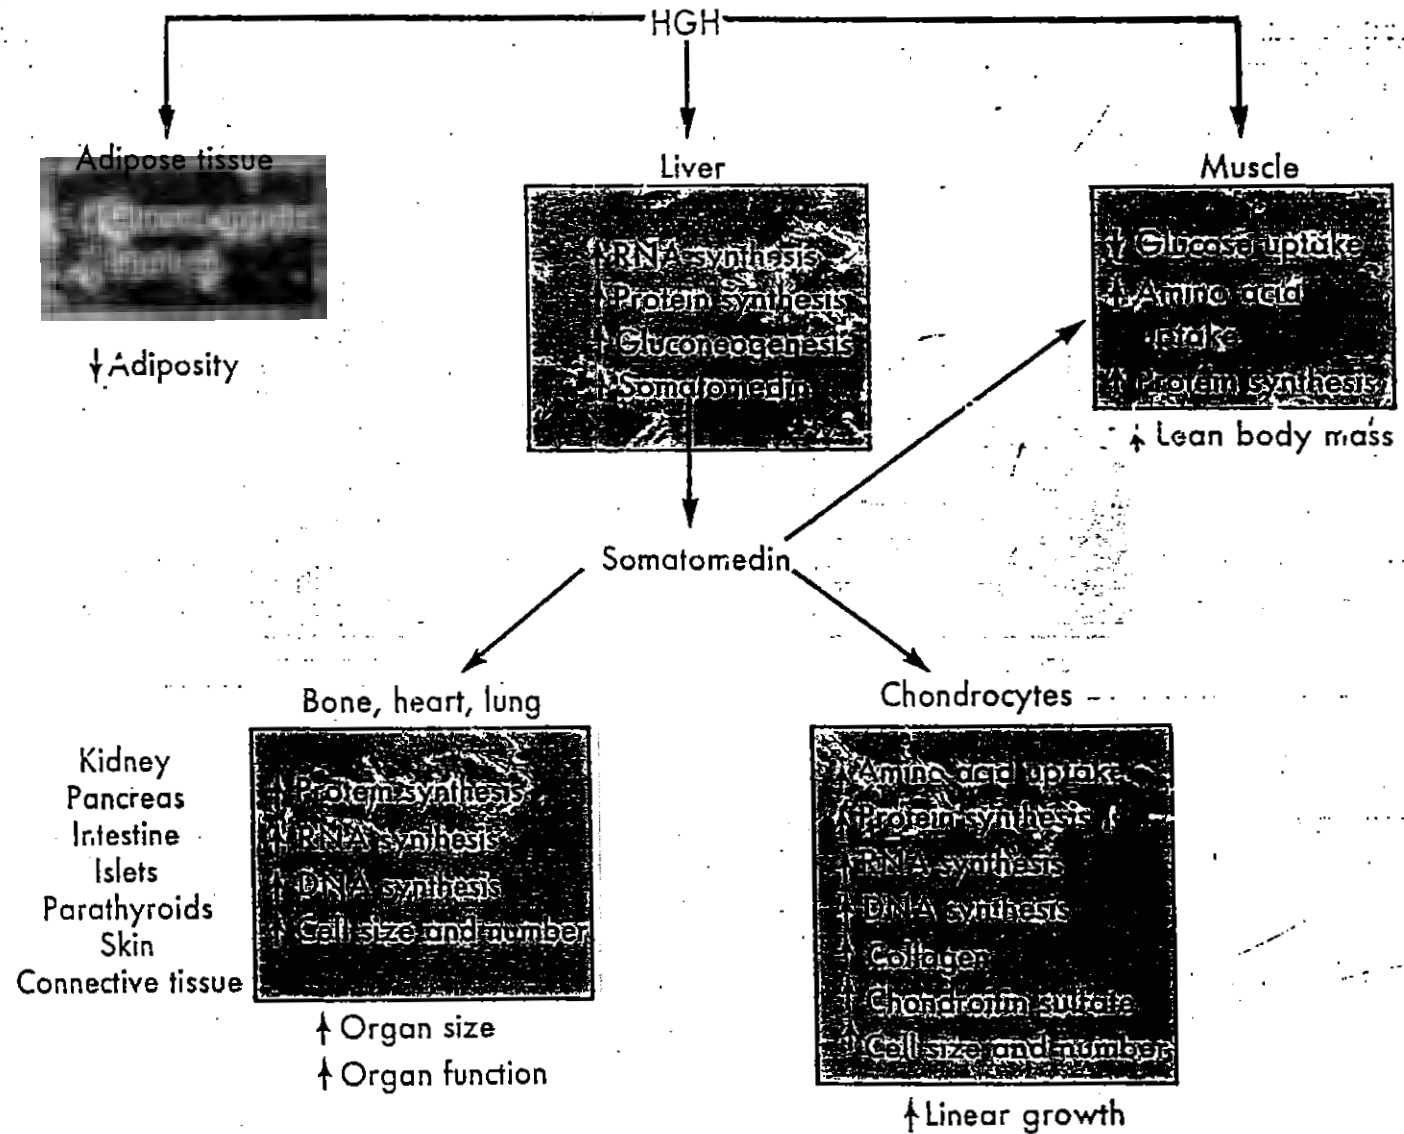 HGH
Adipose tissue
↓ Adiposity
Liver
↑ RNA synthesis
↑ Protein synthesis
↑ Gluconeogenesis
↑ Somatomedin
Muscle
↓ Glucose uptake
Amino acid
uptake
↑ Protein synthesis
↑ Lean body mass
Somatomedin
Bone, heart, lung
Kidney
Pancreas
Intestine
Islets
Parathyroids
Skin
Connective tissue
↑ Protein synthesis
↑ RNA synthesis
↑ DNA synthesis
↑ Cell size and number
↑ Organ size
↑ Organ function
Chondrocytes
↑ Amino acid uptake
↑ Protein synthesis
↑ RNA synthesis
↑ DNA synthesis
↑ Collagen
↑ Chondroitin sulfate
↑ Cell size and number
↑ Linear growth